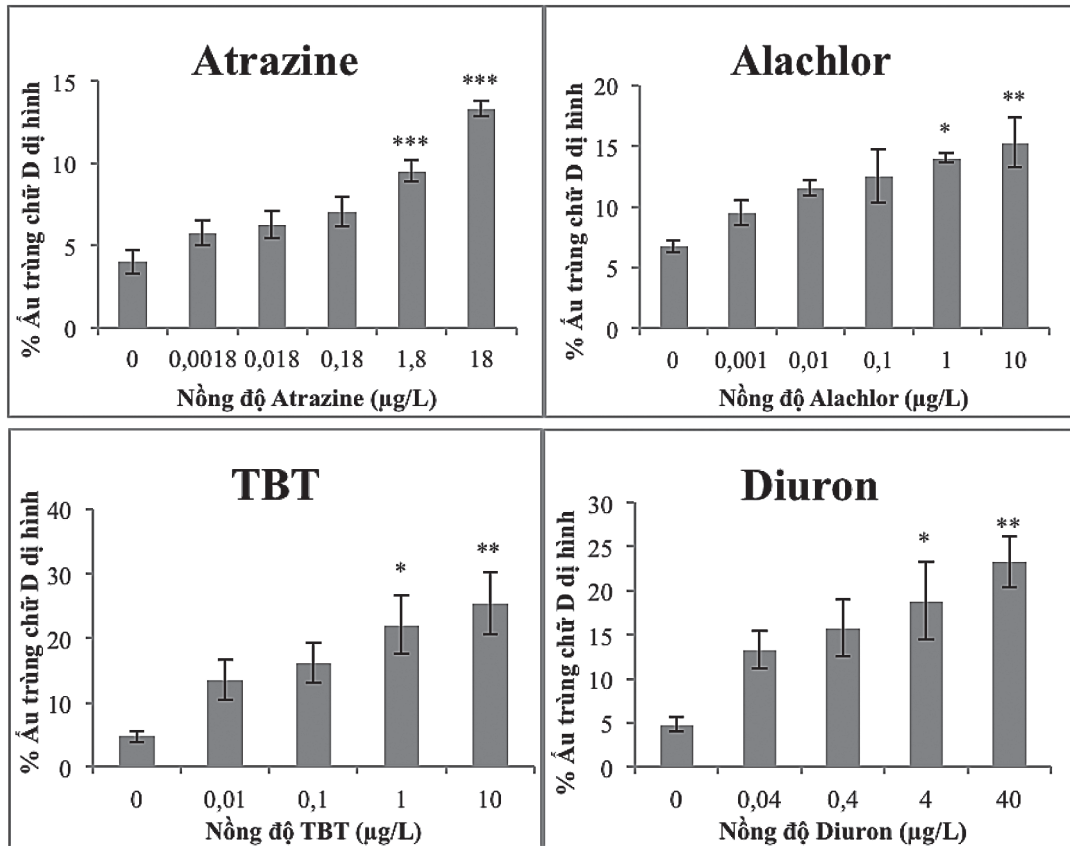 Atrazine
% Ấu trùng chữ D dị hình
15
10
5
0
***
***
0 0,0018 0,018 0,18 1,8 18
Nồng độ Atrazine (µg/L)
Alachlor
% Ấu trùng chữ D dị hình
20
15
10
5
0
*
**
0 0,001 0,01 0,1 1 10
Nồng độ Alachlor (µg/L)
TBT
% Ấu trùng chữ D dị hình
40
30
20
10
0
*
**
0 0,01 0,1 1 10
Nồng độ TBT (µg/L)
Diuron
% Ấu trùng chữ D dị hình
30
25
20
15
10
5
0
*
**
0 0,04 0,4 4 40
Nồng độ Diuron (µg/L)